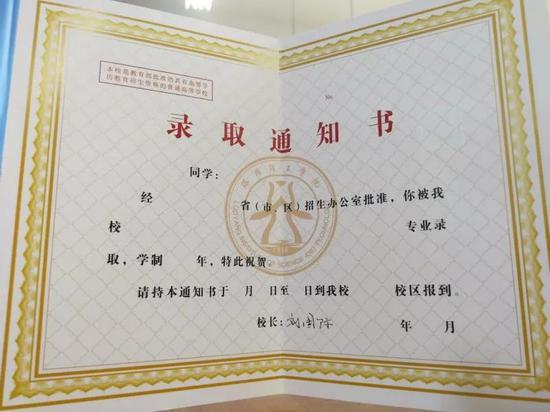 本校是教育部批准的具有高等学
历教育招生资格的普通高等学校
No.
录取通知书
同学：
经 省（市、区）招生办公室批准，你被我
校 专业录
取，学制 年，特此祝贺
请持本通知书于 月 日至 日到我校 校区报到。
校长：
年 月